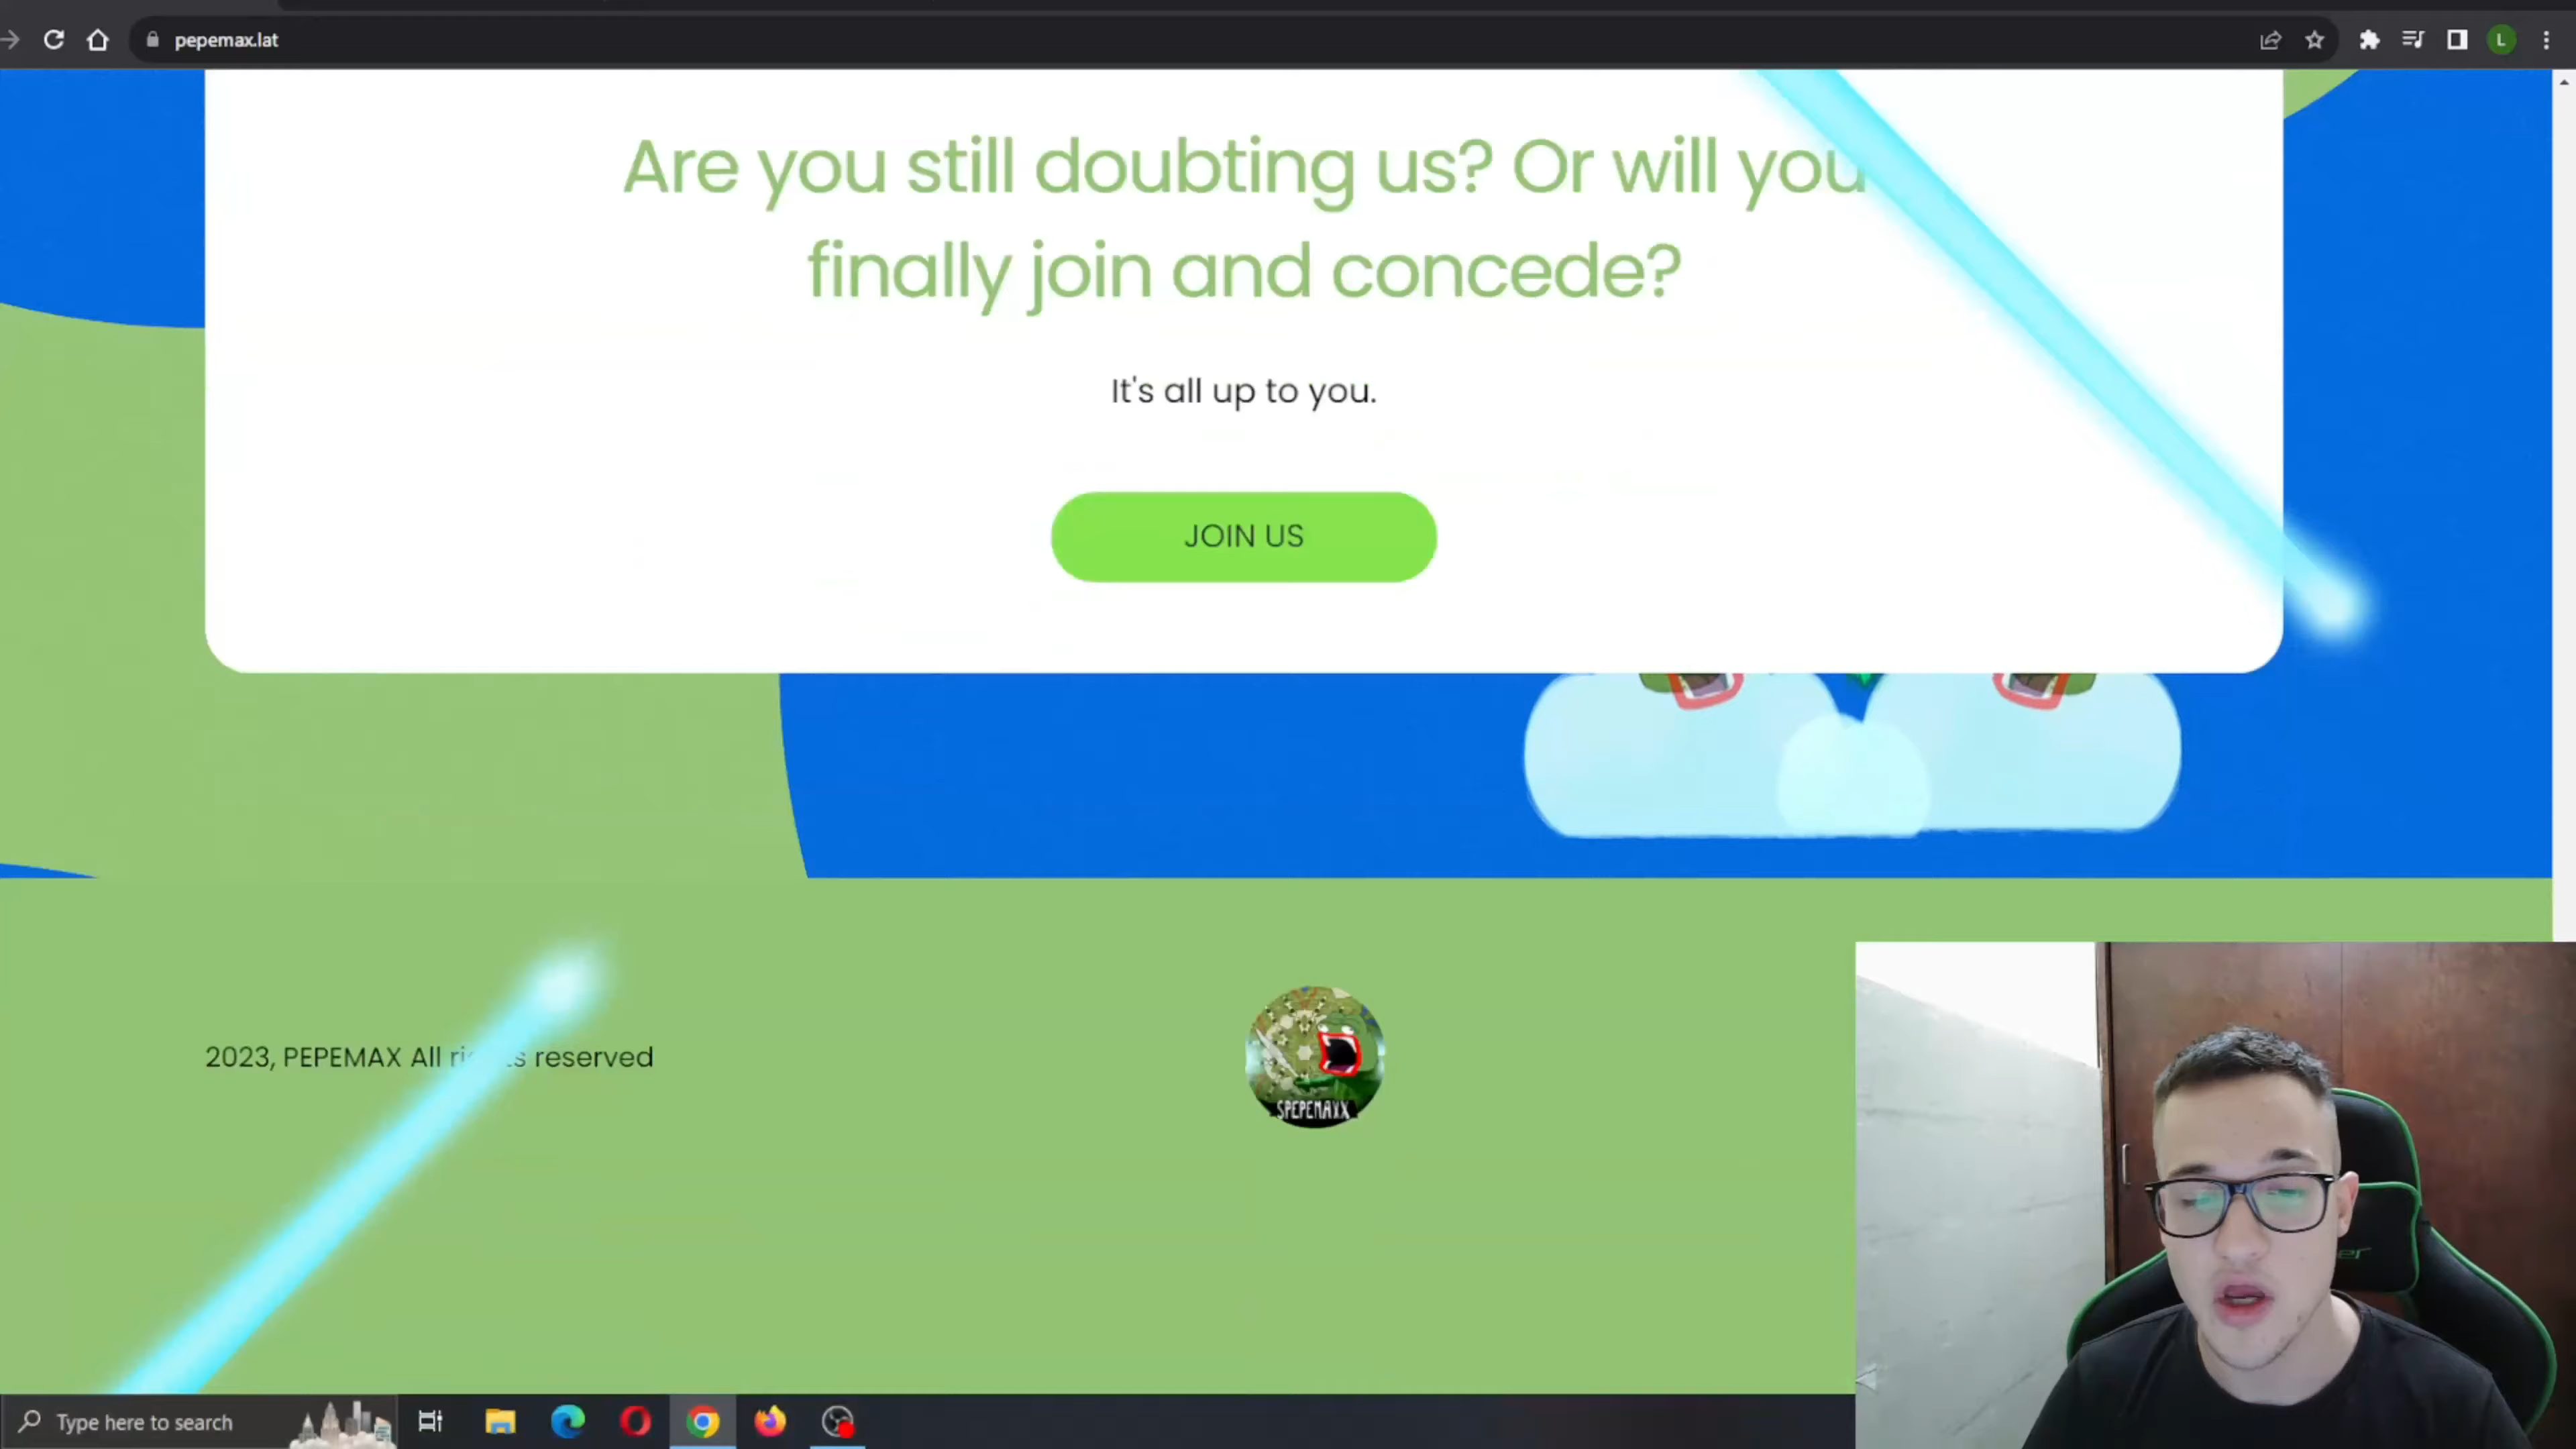 pepemax.lat
L
Are you still doubting us? Or will you
finally join and concede?
It's all up to you.
JOIN US
2023, PEPEMAX All rights reserved
Type here to search